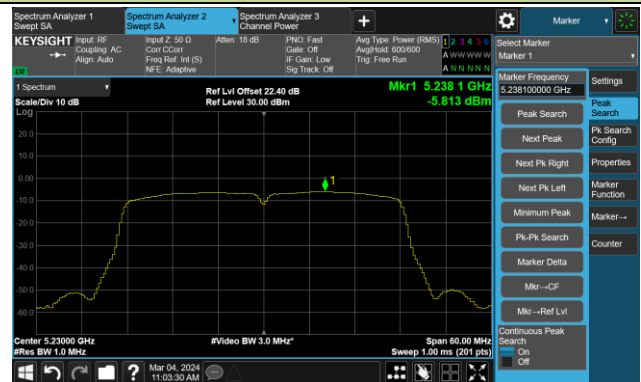 Spectrum Analyzer 1
Swept SA
Spectrum Analyzer 2
Swept SA
Spectrum Analyzer 3
Channel Power
Marker
KEYSIGHT
Input: RF
Coupling: AC
Align: Auto
Input Z: 50 Ω
Corr CCorr
Freq Ref: Int (S)
NFE: Adaptive
Atten: 18 dB
PNO: Fast
Gate: Off
IF Gain: Low
Sig Track: Off
Avg Type: Power (RMS)
Avg|Hold: 600/600
Trig: Free Run
1 2 3 4 5 6
A W W W W W
A N N N N N
LW
1 Spectrum
Scale/Div 10 dB
Log
Ref Lvl Offset 22.40 dB
Ref Level 30.00 dBm
Mkr1 5.238 1 GHz
-5.813 dBm
20.0
10.0
0.00
-10.0
-20.0
-30.0
-40.0
-50.0
-60.0
1
Center 5.23000 GHz
#Res BW 1.0 MHz
#Video BW 3.0 MHz*
Span 60.00 MHz
Sweep 1.00 ms (201 pts)
Mar 04, 2024
11:03:30 AM
Select Marker
Marker 1
Marker Frequency
5.238100000 GHz
Peak Search
Next Peak
Next Pk Right
Next Pk Left
Minimum Peak
Pk-Pk Search
Marker Delta
Mkr→CF
Mkr→Ref Lvl
Continuous Peak
Search
On
Off
Settings
Peak
Search
Pk Search
Config
Properties
Marker
Function
Marker→
Counter